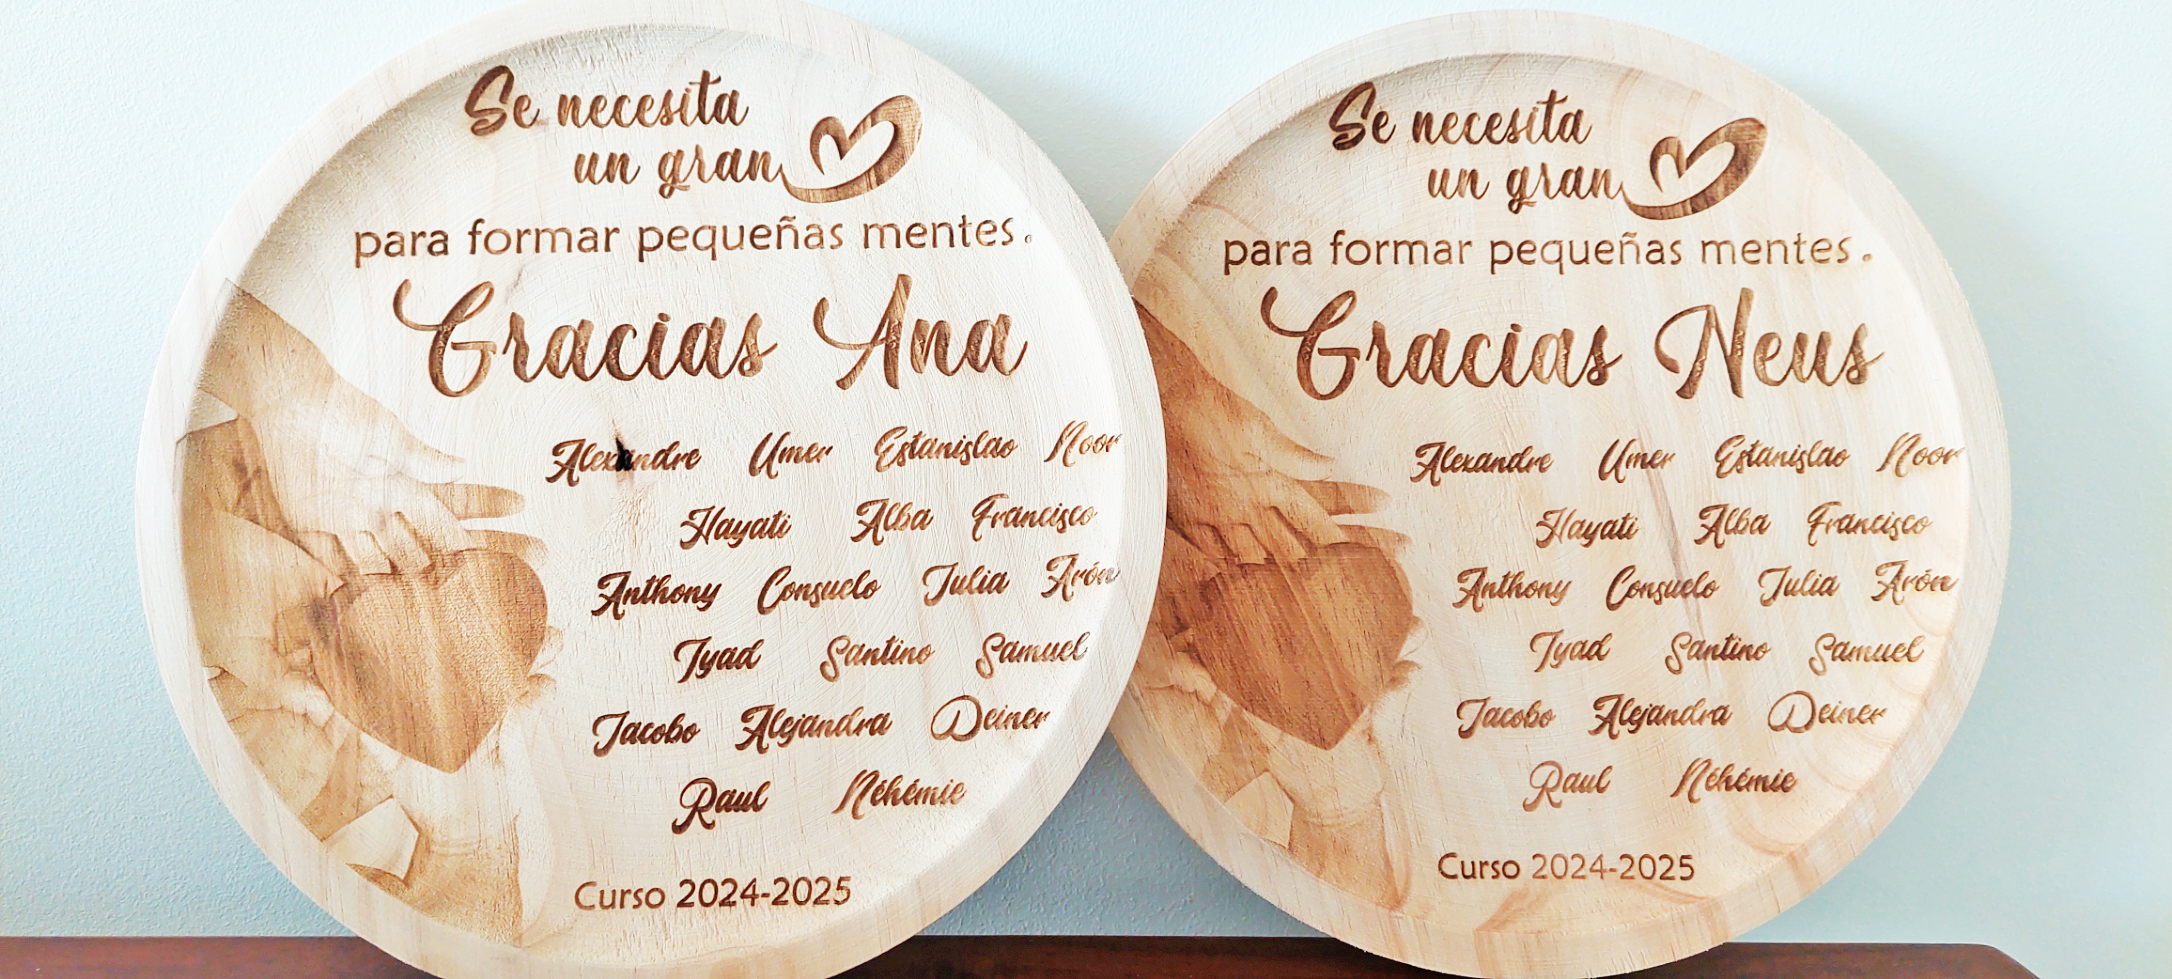 Se necesita
un gran
para formar pequeñas mentes.
Gracias Ana
Alexandre Umer Estanislao Noor
Hayati Alba Francisco
Anthony Consuelo Julia Arón
Iyad Santino Samuel
Jacobo Alejandra Deiner
Raul Néhémie
Curso 2024-2025
Se necesita
un gran
para formar pequeñas mentes.
Gracias Neus
Alexandre Umer Estanislao Noor
Hayati Alba Francisco
Anthony Consuelo Julia Arón
Iyad Santino Samuel
Jacobo Alejandra Deiner
Raul Néhémie
Curso 2024-2025